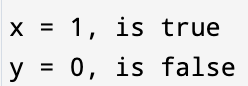 x = 1, is true
y = 0, is false